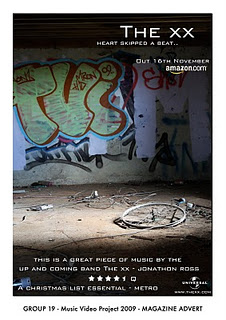 The xx
Heart skipped a beat..
Out 16th November
amazon.com
This is a great piece of music by the
up and coming band The xx - Jonathon Ross
A Christmas list essential - Metro
UNIVERSAL
www.thexx.com
GROUP 19 - Music Video Project 2009 - MAGAZINE ADVERT